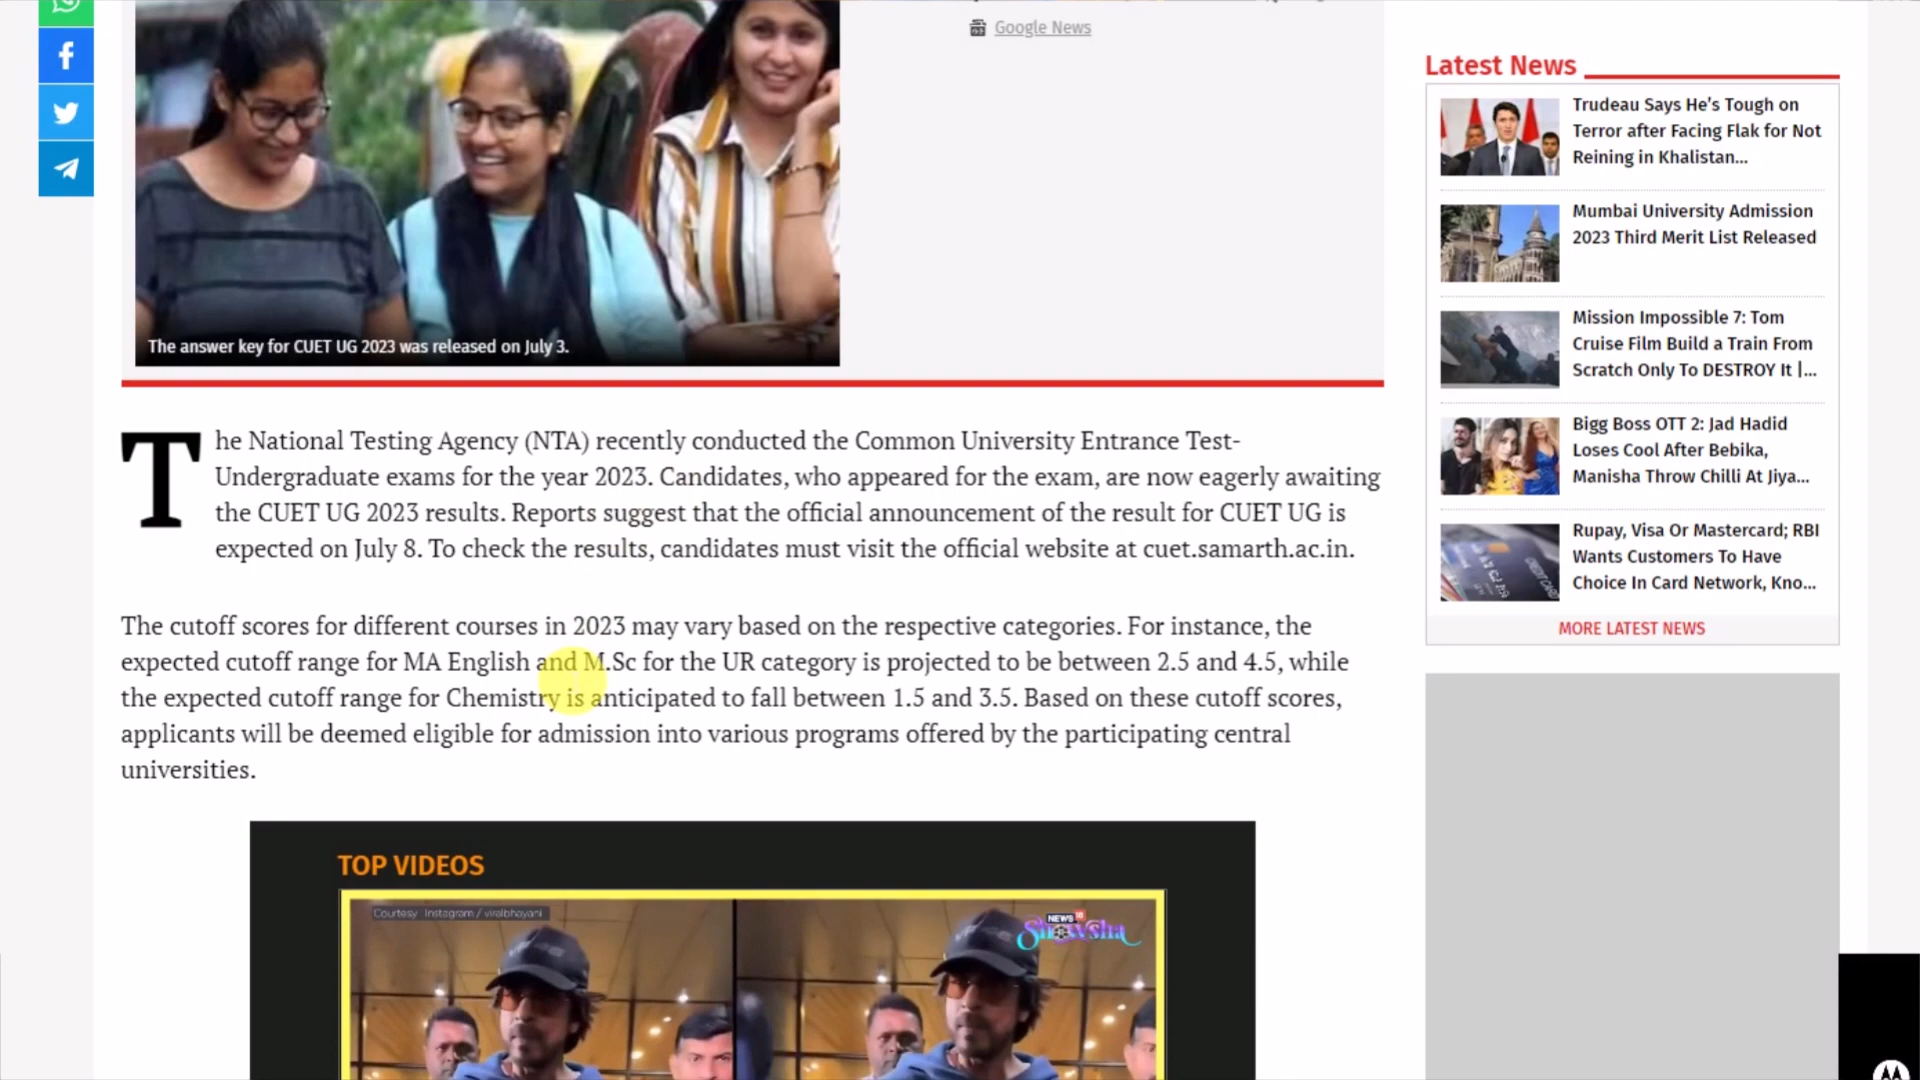 Google News
The answer key for CUET UG 2023 was released on July 3.
The National Testing Agency (NTA) recently conducted the Common University Entrance Test-
Undergraduate exams for the year 2023. Candidates, who appeared for the exam, are now eagerly awaiting
the CUET UG 2023 results. Reports suggest that the official announcement of the result for CUET UG is
expected on July 8. To check the results, candidates must visit the official website at cuet.samarth.ac.in.
The cutoff scores for different courses in 2023 may vary based on the respective categories. For instance, the
expected cutoff range for MA English and M.Sc for the UR category is projected to be between 2.5 and 4.5, while
the expected cutoff range for Chemistry is anticipated to fall between 1.5 and 3.5. Based on these cutoff scores,
applicants will be deemed eligible for admission into various programs offered by the participating central
universities.
TOP VIDEOS
Courtesy Instagram / viralbhayani
NEWS 18
Showsha
Latest News
Trudeau Says He's Tough on
Terror after Facing Flak for Not
Reining in Khalistan...
Mumbai University Admission
2023 Third Merit List Released
Mission Impossible 7: Tom
Cruise Film Build a Train From
Scratch Only To DESTROY It |...
Bigg Boss OTT 2: Jad Hadid
Loses Cool After Bebika,
Manisha Throw Chilli At Jiya...
Rupay, Visa Or Mastercard; RBI
Wants Customers To Have
Choice In Card Network, Kno...
MORE LATEST NEWS